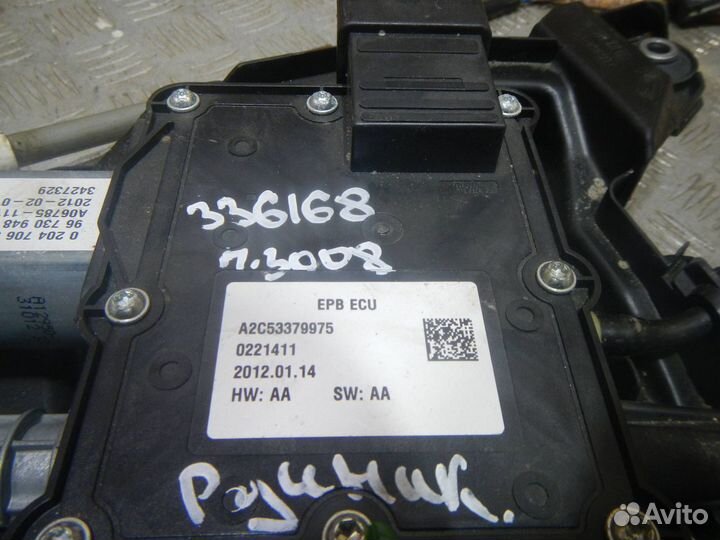 336168
п.3008
EPB ECU
A2C53379975
0221411
2012.01.14
HW: AA SW: AA
Родиник.
0 204 706
96 730 948
A06785-11
2012-02-0
3427329
Avito